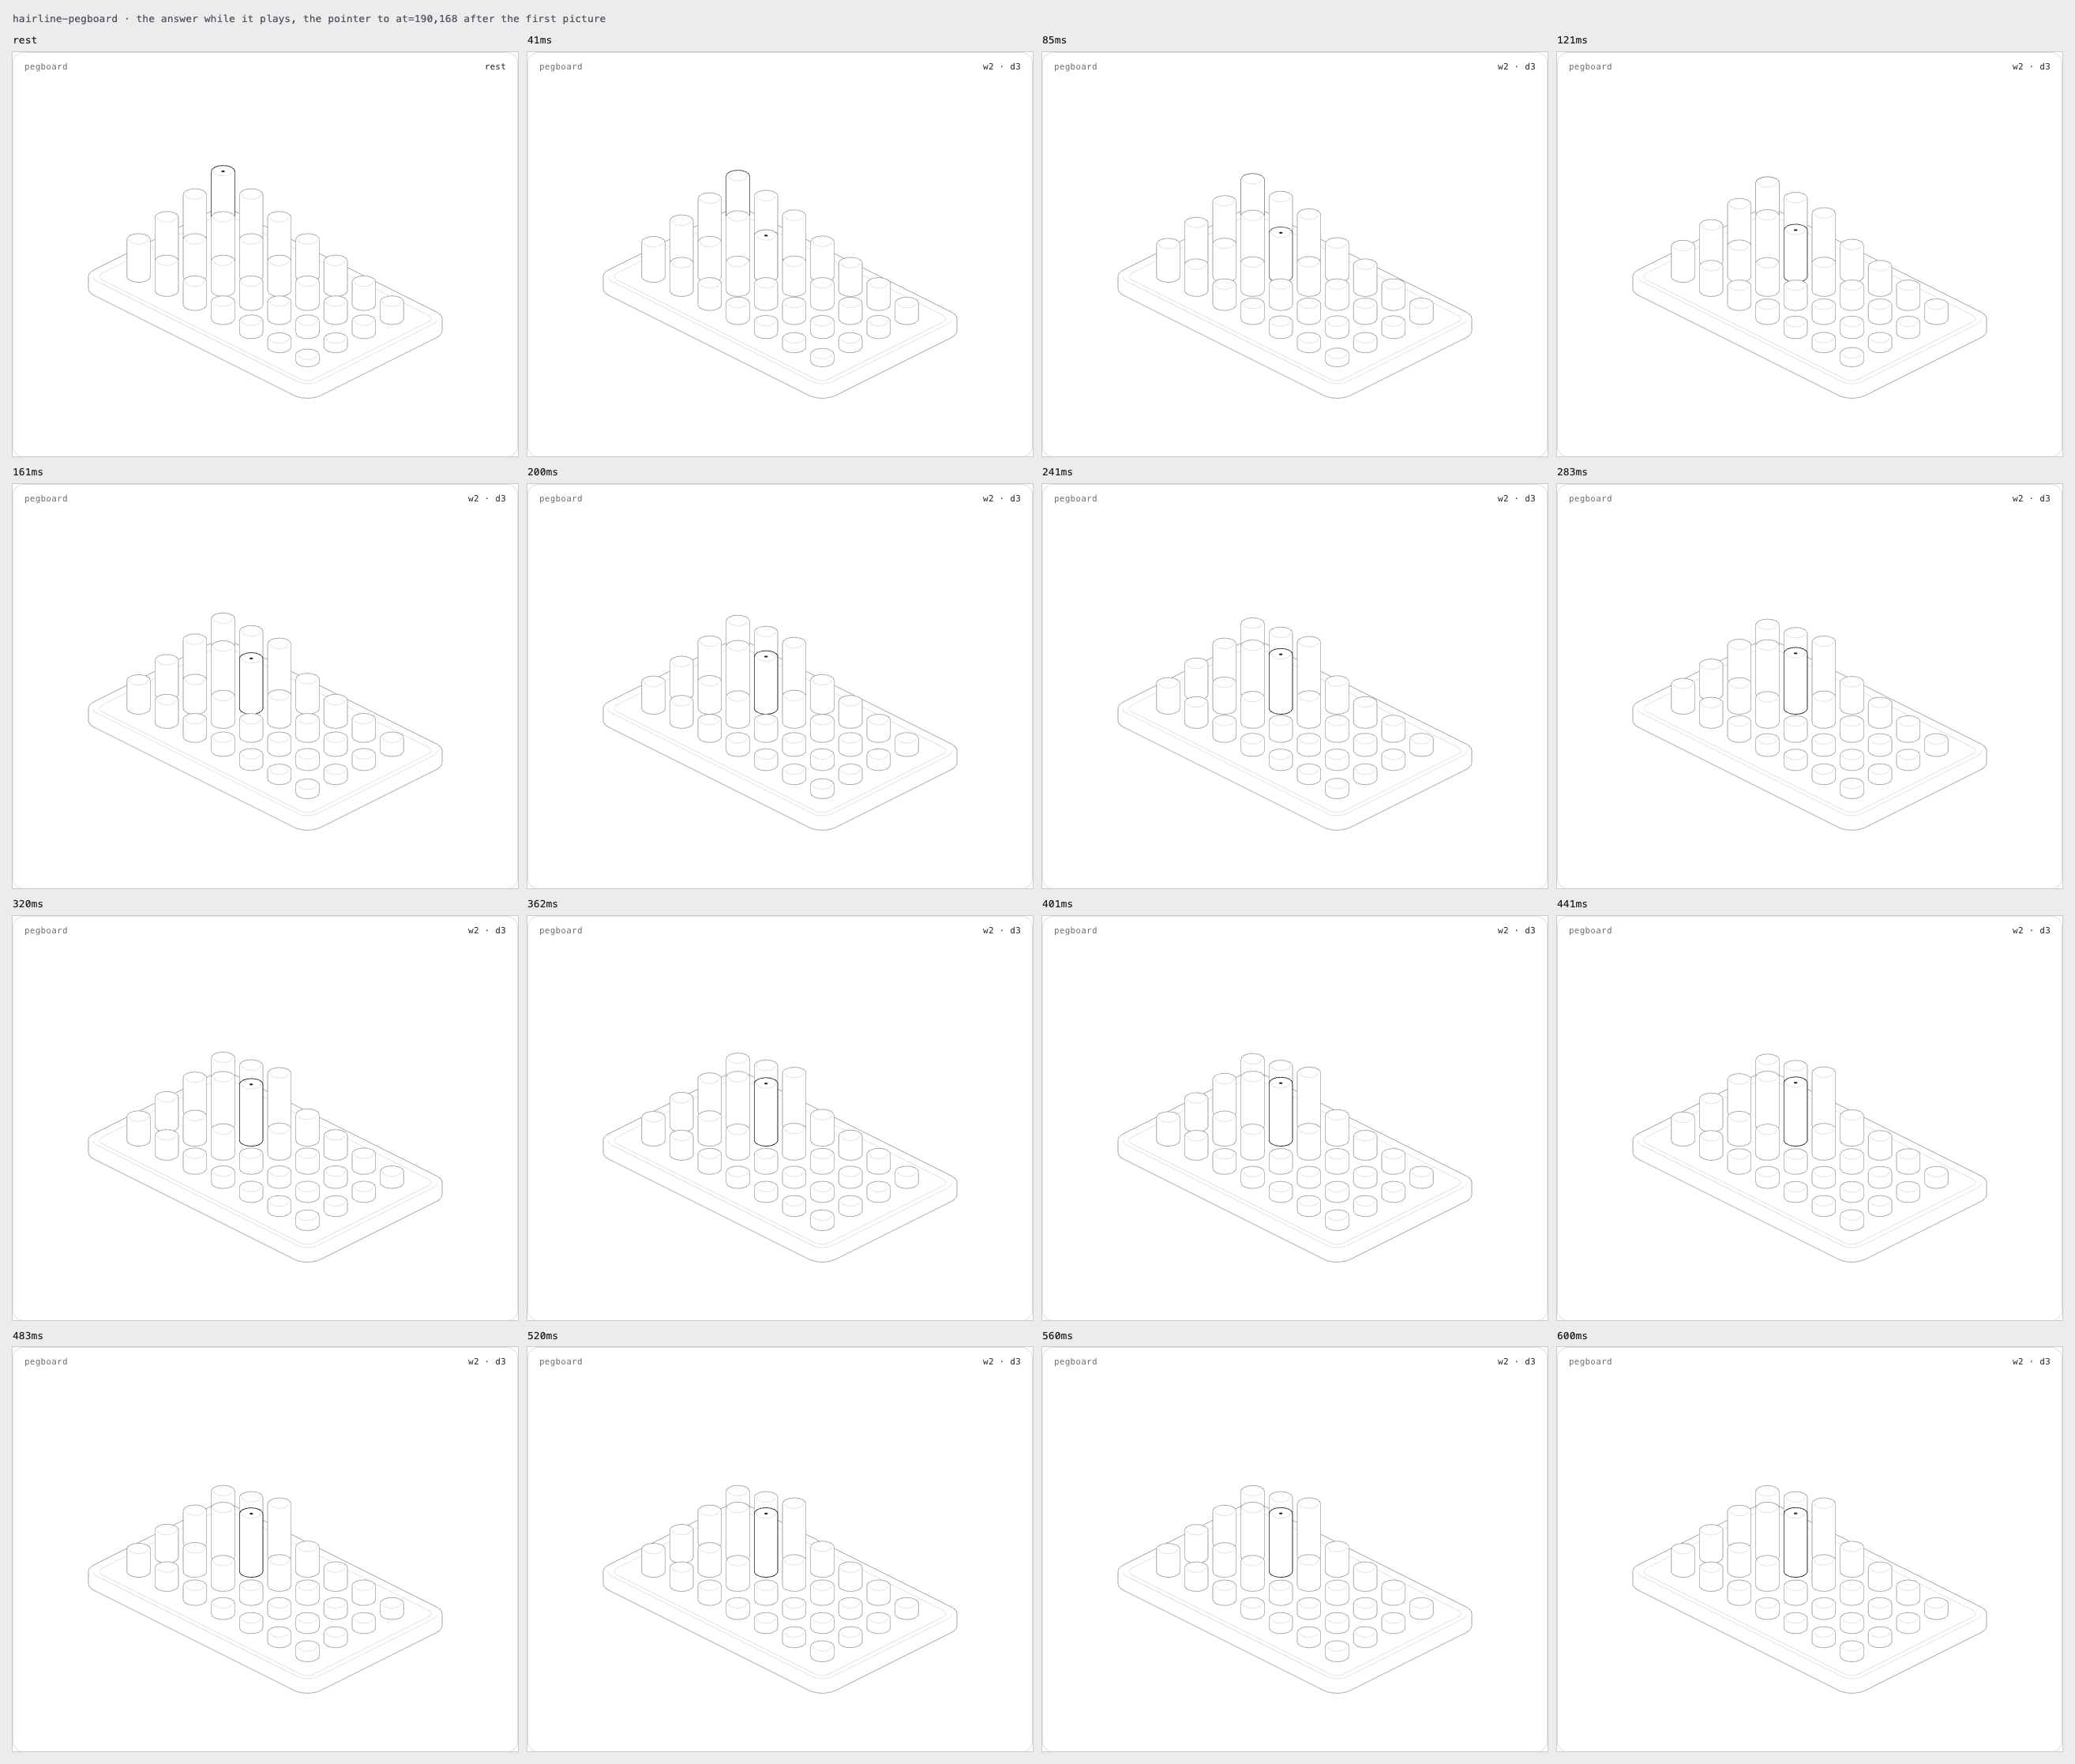 hairline-pegboard · the answer while it plays, the pointer to at=190,168 after the first picture
rest
41ms
85ms
121ms
pegboard
rest
pegboard
w2 · d3
pegboard
w2 · d3
pegboard
w2 · d3
161ms
200ms
241ms
283ms
pegboard
w2 · d3
pegboard
w2 · d3
pegboard
w2 · d3
pegboard
w2 · d3
320ms
362ms
401ms
441ms
pegboard
w2 · d3
pegboard
w2 · d3
pegboard
w2 · d3
pegboard
w2 · d3
483ms
520ms
560ms
600ms
pegboard
w2 · d3
pegboard
w2 · d3
pegboard
w2 · d3
pegboard
w2 · d3